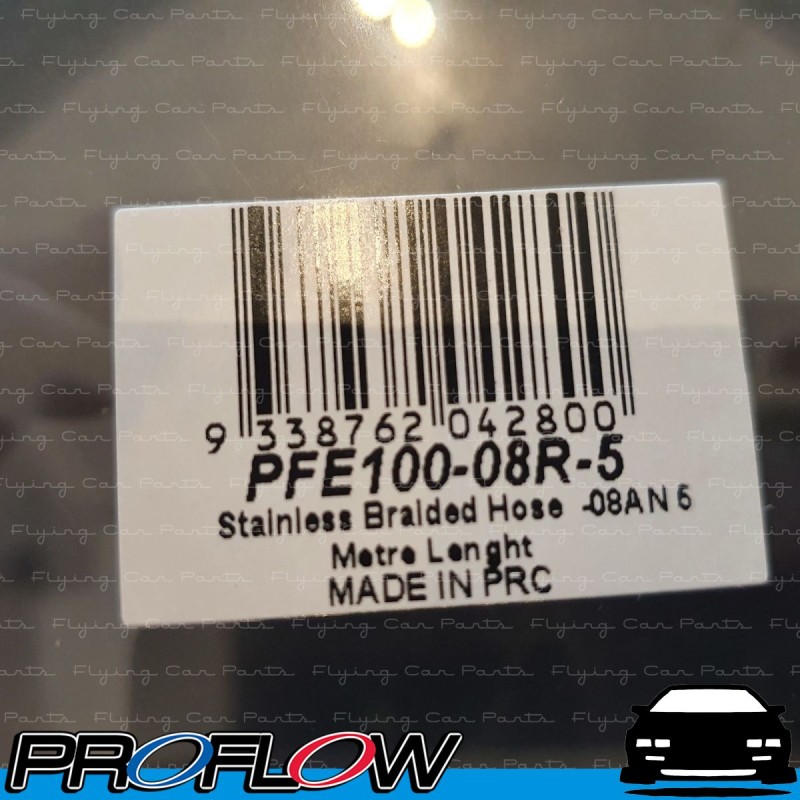 9 338762 042800
PFE100-08R-5
Stainless Braided Hose -08AN 5
Metre Lenght
MADE IN PRC
Flying Car Parts
PROFLOW